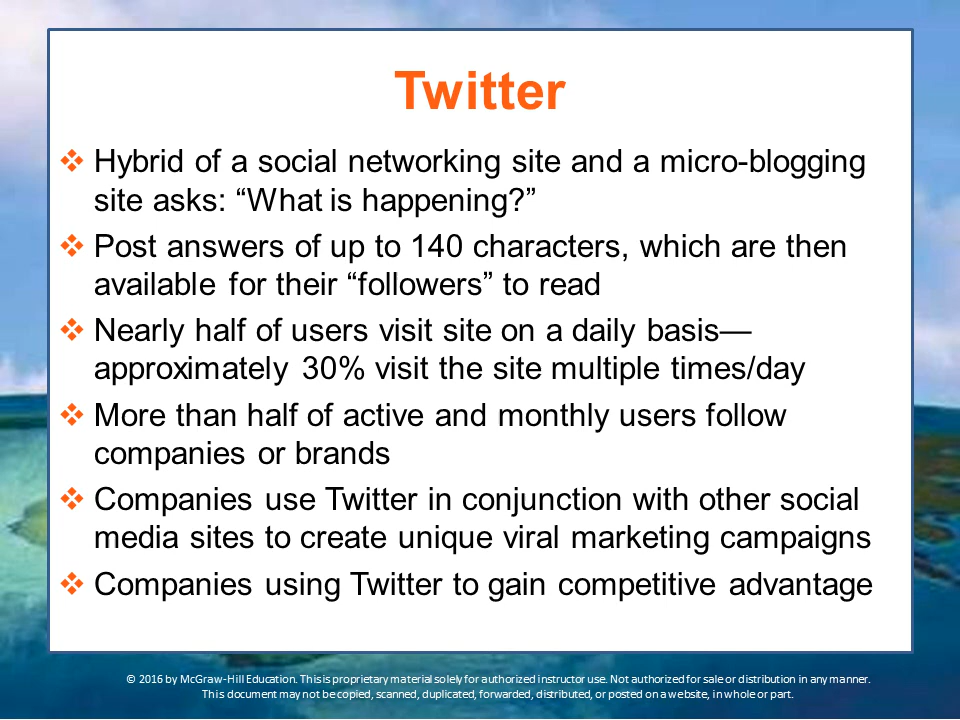 Twitter
❖ Hybrid of a social networking site and a micro-blogging
site asks: “What is happening?”
❖ Post answers of up to 140 characters, which are then
available for their “followers” to read
❖ Nearly half of users visit site on a daily basis—
approximately 30% visit the site multiple times/day
❖ More than half of active and monthly users follow
companies or brands
❖ Companies use Twitter in conjunction with other social
media sites to create unique viral marketing campaigns
❖ Companies using Twitter to gain competitive advantage
© 2016 by McGraw-Hill Education. This is proprietary material solely for authorized instructor use. Not authorized for sale or distribution in any manner.
This document may not be copied, scanned, duplicated, forwarded, distributed, or posted on a website, in whole or part.